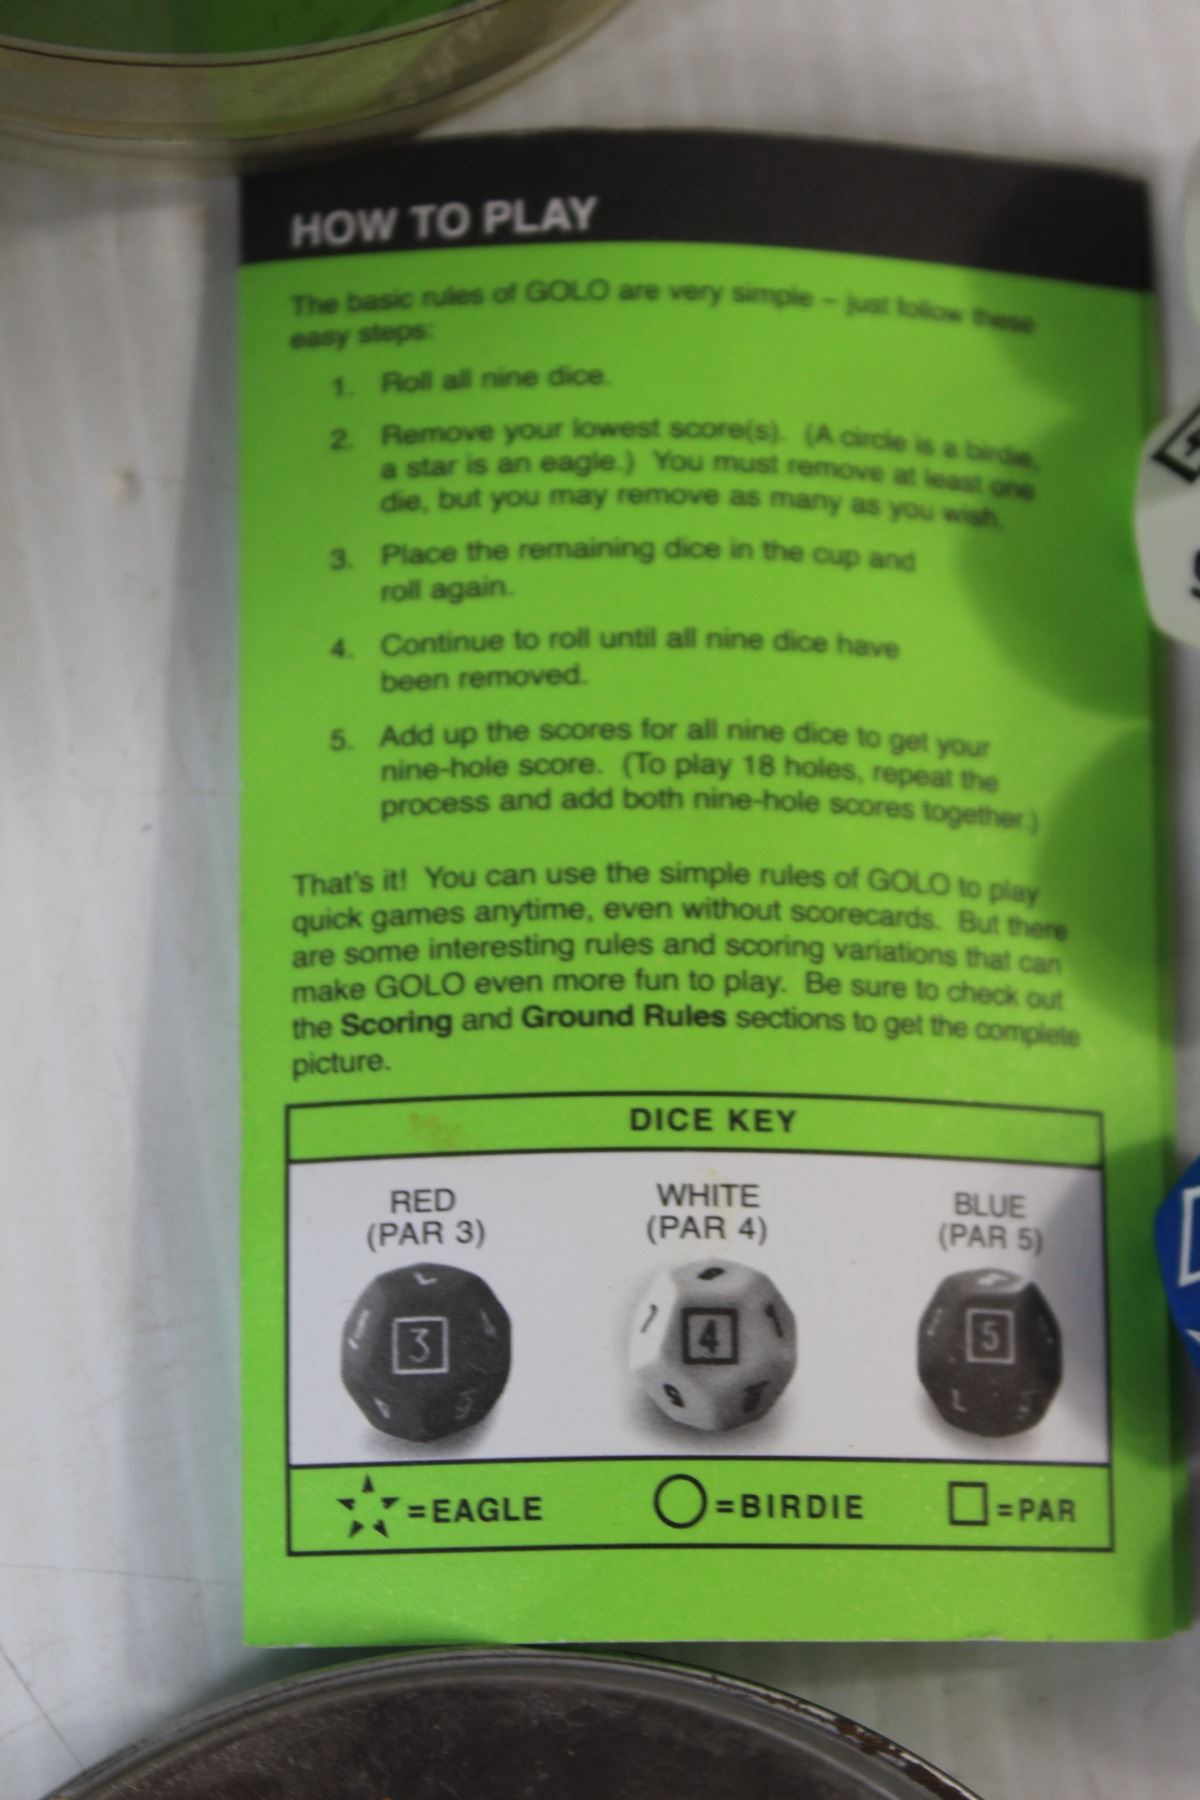 HOW TO PLAY
The basic rules of GOLO are very simple – just follow these
easy steps:
1. Roll all nine dice.
2. Remove your lowest score(s). (A circle is a birdie,
a star is an eagle.) You must remove at least one
die, but you may remove as many as you wish.
3. Place the remaining dice in the cup and
roll again.
4. Continue to roll until all nine dice have
been removed.
5. Add up the scores for all nine dice to get your
nine-hole score. (To play 18 holes, repeat the
process and add both nine-hole scores together.)
That's it! You can use the simple rules of GOLO to play
quick games anytime, even without scorecards. But there
are some interesting rules and scoring variations that can
make GOLO even more fun to play. Be sure to check out
the Scoring and Ground Rules sections to get the complete
picture.
DICE KEY
RED WHITE BLUE
(PAR 3) (PAR 4) (PAR 5)
3 4 5
=EAGLE =BIRDIE =PAR